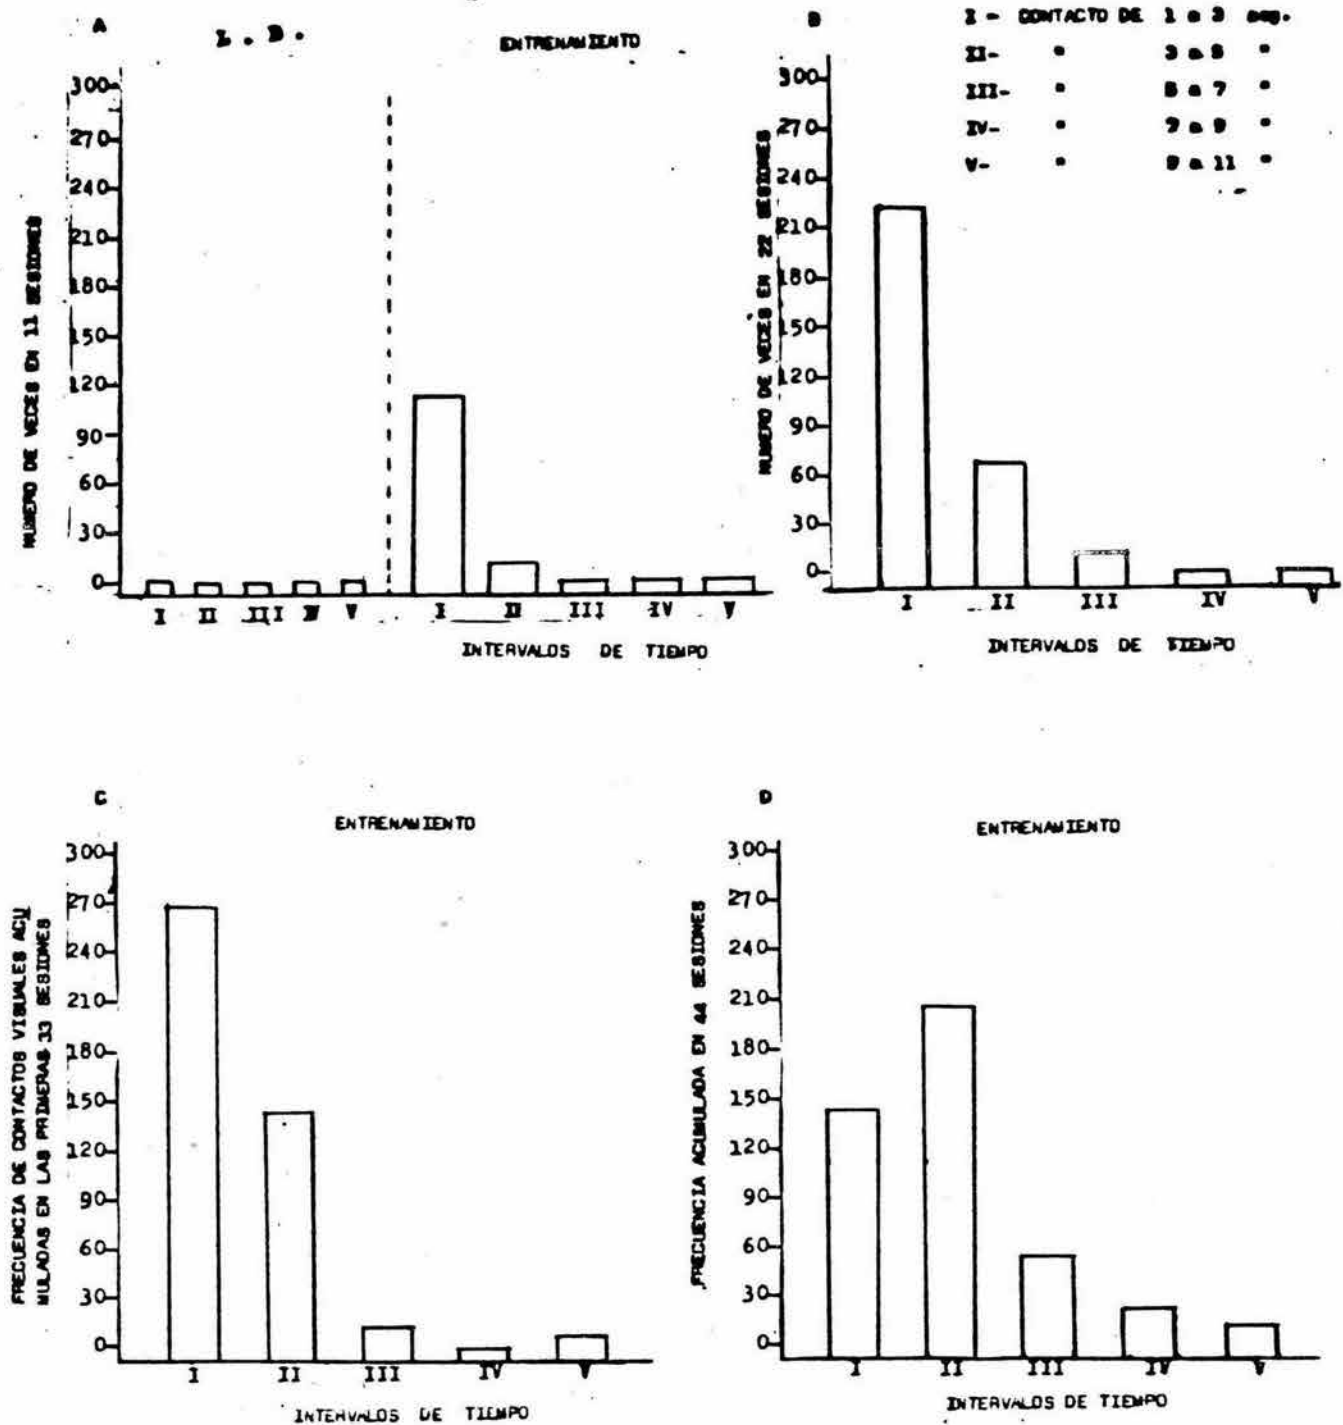 A
L . B .
ENTRENAMIENTO
NUMERO DE VECES EN 11 SESIONES
300
270
240
210
180
150
120
90
60
30
0
I II III IV V
I II III IV V
INTERVALOS DE TIEMPO
B
I - CONTACTO DE 1 a 3 seg.
II- " 3 a 5 "
III- " 5 a 7 "
IV- " 7 a 9 "
V- " 9 a 11 "
NUMERO DE VECES EN 22 SESIONES
300
270
240
210
180
150
120
90
60
30
0
I II III IV V
INTERVALOS DE TIEMPO
C
ENTRENAMIENTO
FRECUENCIA DE CONTACTOS VISUALES ACU
MULADAS EN LAS PRIMERAS 33 SESIONES
300
270
240
210
180
150
120
90
60
30
0
I II III IV V
INTERVALOS DE TIEMPO
D
ENTRENAMIENTO
FRECUENCIA ACUMULADA EN 44 SESIONES
300
270
240
210
180
150
120
90
60
30
0
I II III IV V
INTERVALOS DE TIEMPO